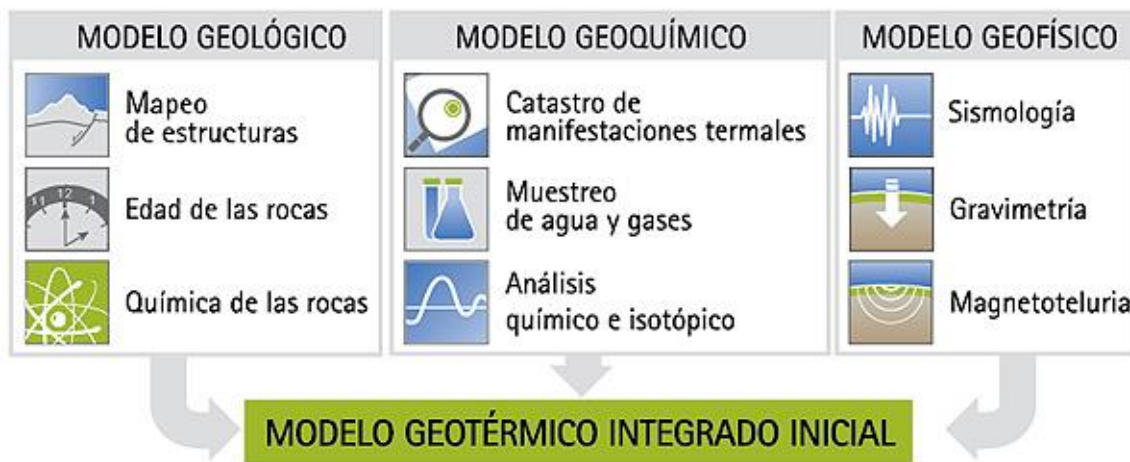 MODELO GEOLÓGICO
Mapeo
de estructuras
Edad de las rocas
Química de las rocas
MODELO GEOQUÍMICO
Catastro de
manifestaciones termales
Muestreo
de agua y gases
Análisis
químico e isotópico
MODELO GEOFÍSICO
Sismología
Gravimetría
Magnetoteluria
MODELO GEOTÉRMICO INTEGRADO INICIAL